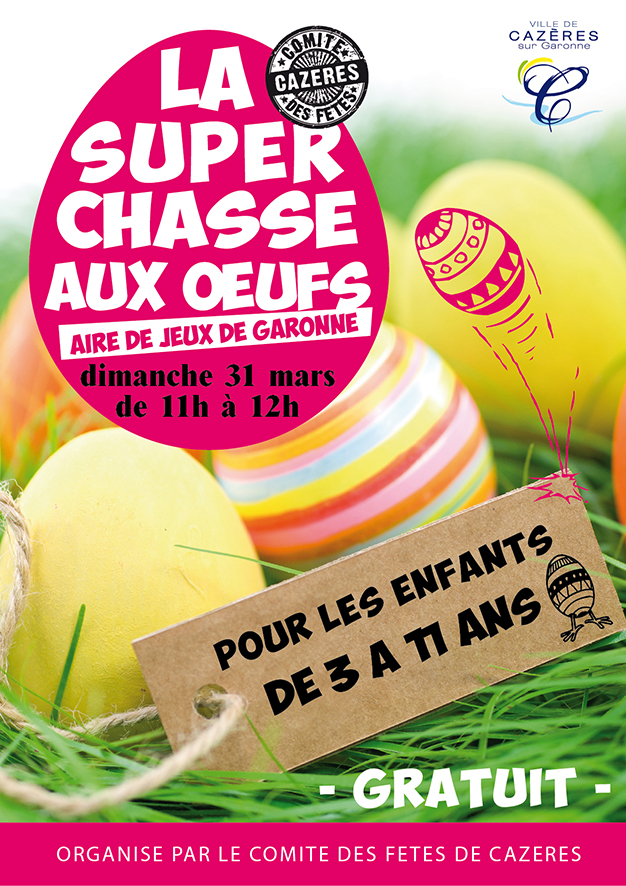 LA
SUPER
CHASSE
AUX ŒUFS
AIRE DE JEUX DE GARONNE
dimanche 31 mars
de 11h à 12h
COMITE
CAZERES
DES FETES
VILLE DE
CAZÈRES
sur Garonne
POUR LES ENFANTS
DE 3 A 11 ANS
- GRATUIT -
ORGANISE PAR LE COMITE DES FETES DE CAZERES